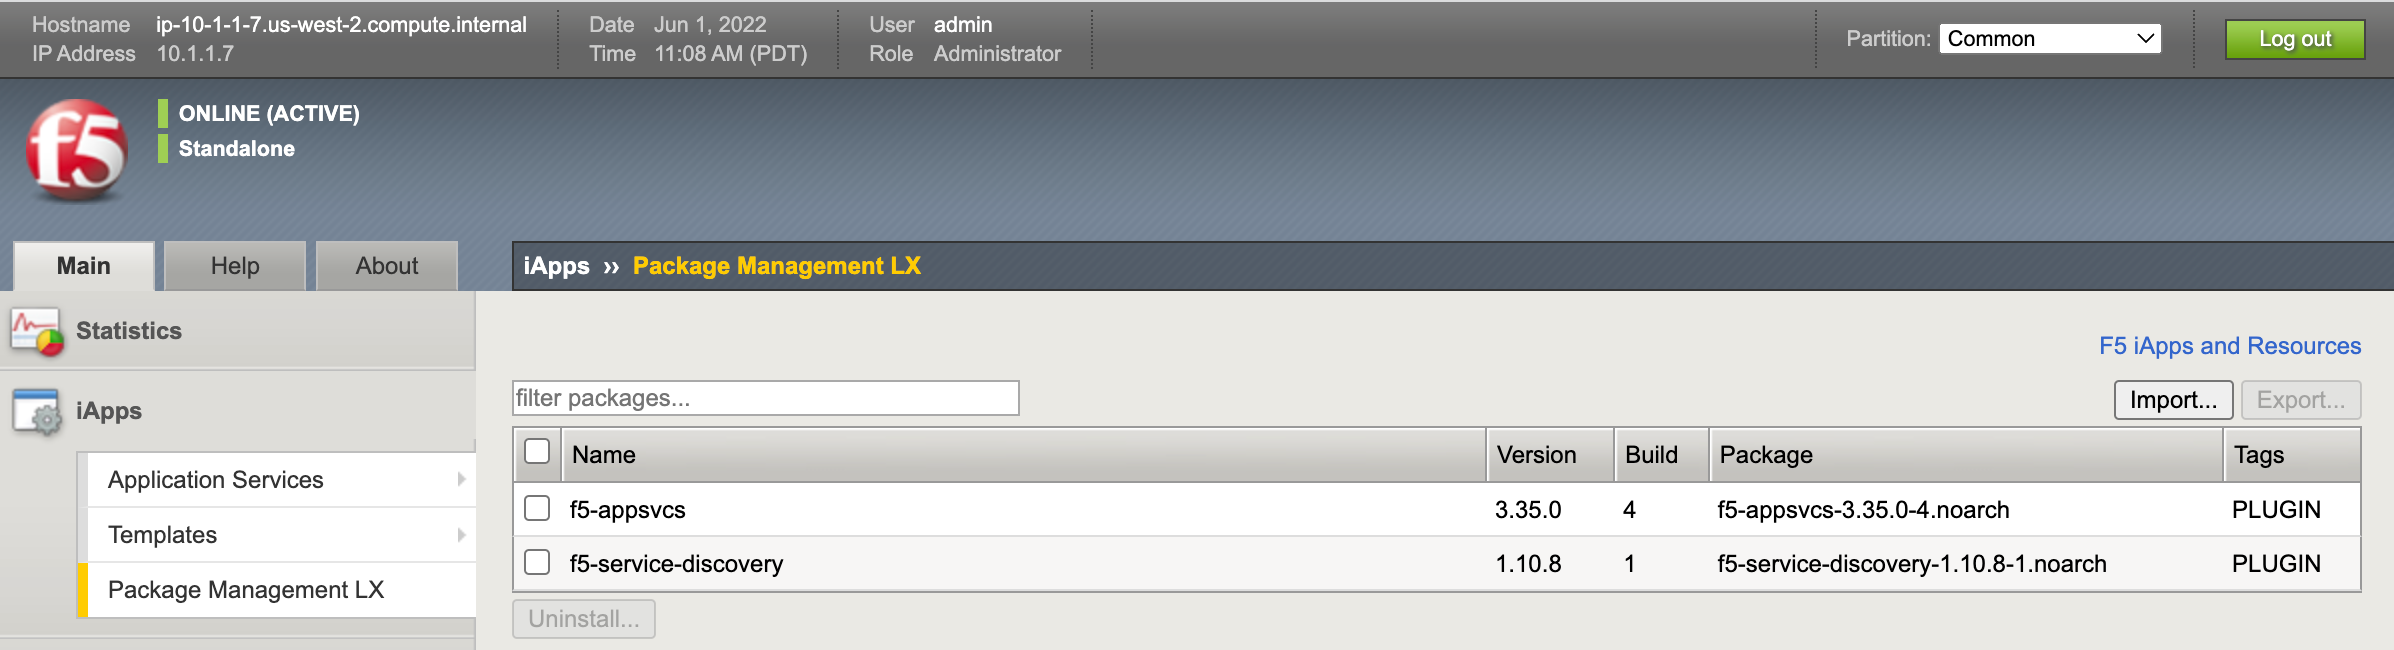 Hostname ip-10-1-1-7.us-west-2.compute.internal Date Jun 1, 2022 User admin
IP Address 10.1.1.7 Time 11:08 AM (PDT) Role Administrator
Partition: Common Log out
f5
ONLINE (ACTIVE)
Standalone
Main Help About
iApps ›› Package Management LX
Statistics
iApps
Application Services
Templates
Package Management LX
F5 iApps and Resources
filter packages...
Import... Export...
Name Version Build Package Tags
f5-appsvcs 3.35.0 4 f5-appsvcs-3.35.0-4.noarch PLUGIN
f5-service-discovery 1.10.8 1 f5-service-discovery-1.10.8-1.noarch PLUGIN
Uninstall...